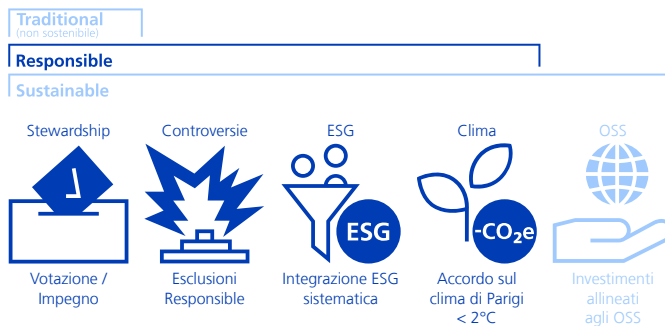 Traditional
(non sostenibile)
Responsible
Sustainable
Stewardship
Controversie
ESG
Clima
OSS
ESG
-CO₂e
Votazione /
Impegno
Esclusioni
Responsible
Integrazione ESG
sistematica
Accordo sul
clima di Parigi
< 2°C
Investimenti
allineati
agli OSS